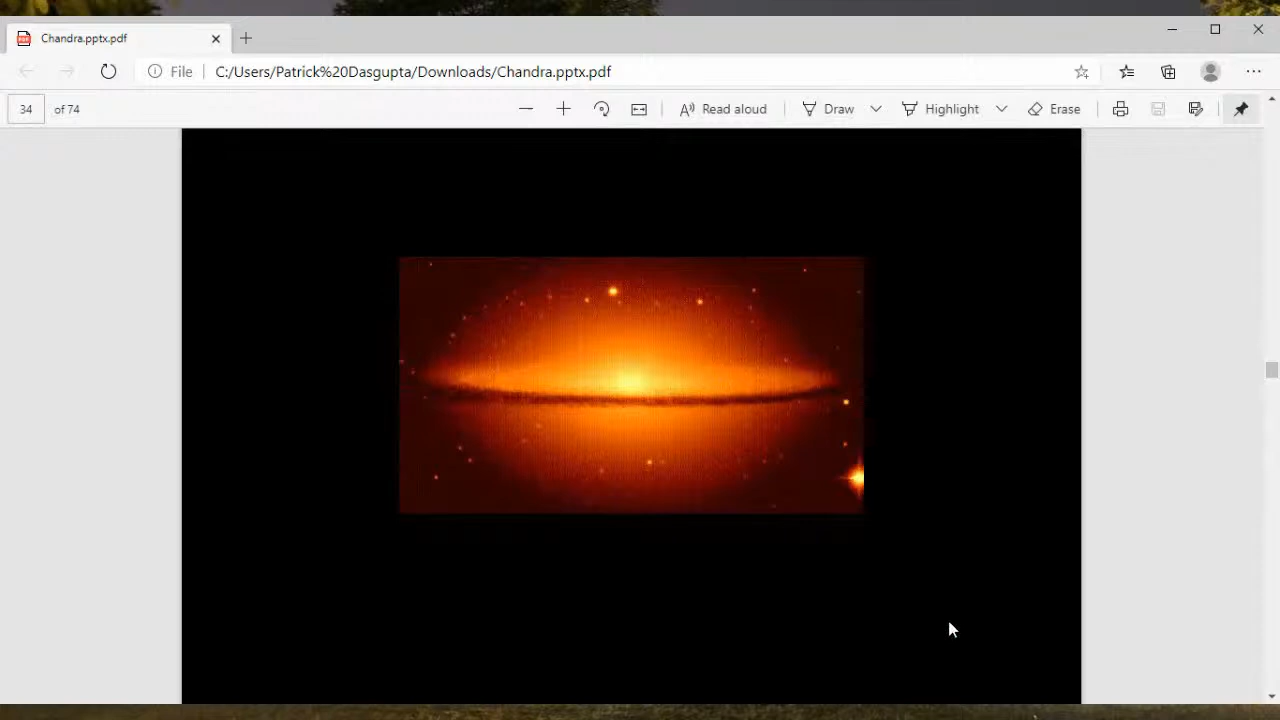 Chandra.pptx.pdf
File
C:/Users/Patrick%20Dasgupta/Downloads/Chandra.pptx.pdf
34 of 74
Read aloud
Draw
Highlight
Erase